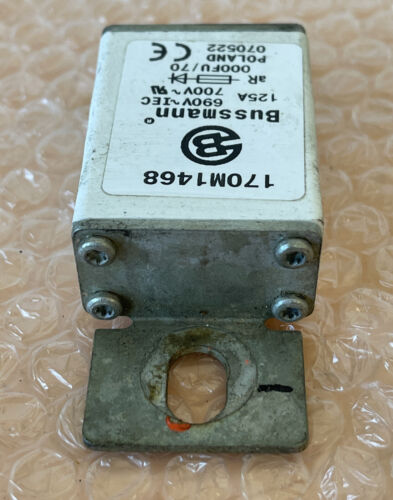 170M1468
Bussmann®
125A 690V~IEC
700V~
aR
000FU/70
POLAND
070522
CE